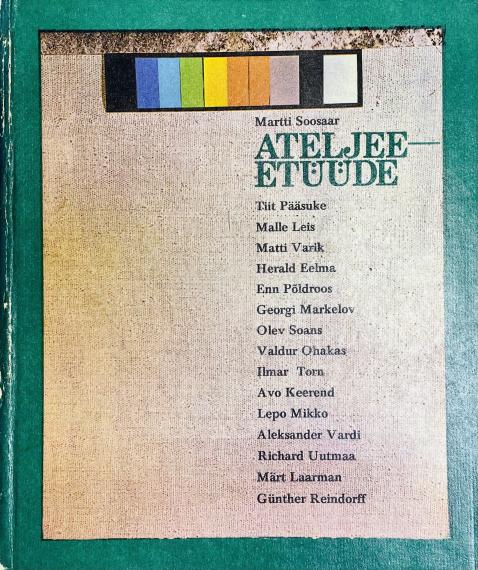 Martti Soosaar
ATELJEE—
ETÜÜDE
Tiit Pääsuke
Malle Leis
Matti Varik
Herald Eelma
Enn Põldroos
Georgi Markelov
Olev Soans
Valdur Ohakas
Ilmar Torn
Avo Keerend
Lepo Mikko
Aleksander Vardi
Richard Uutmaa
Märt Laarman
Günther Reindorff